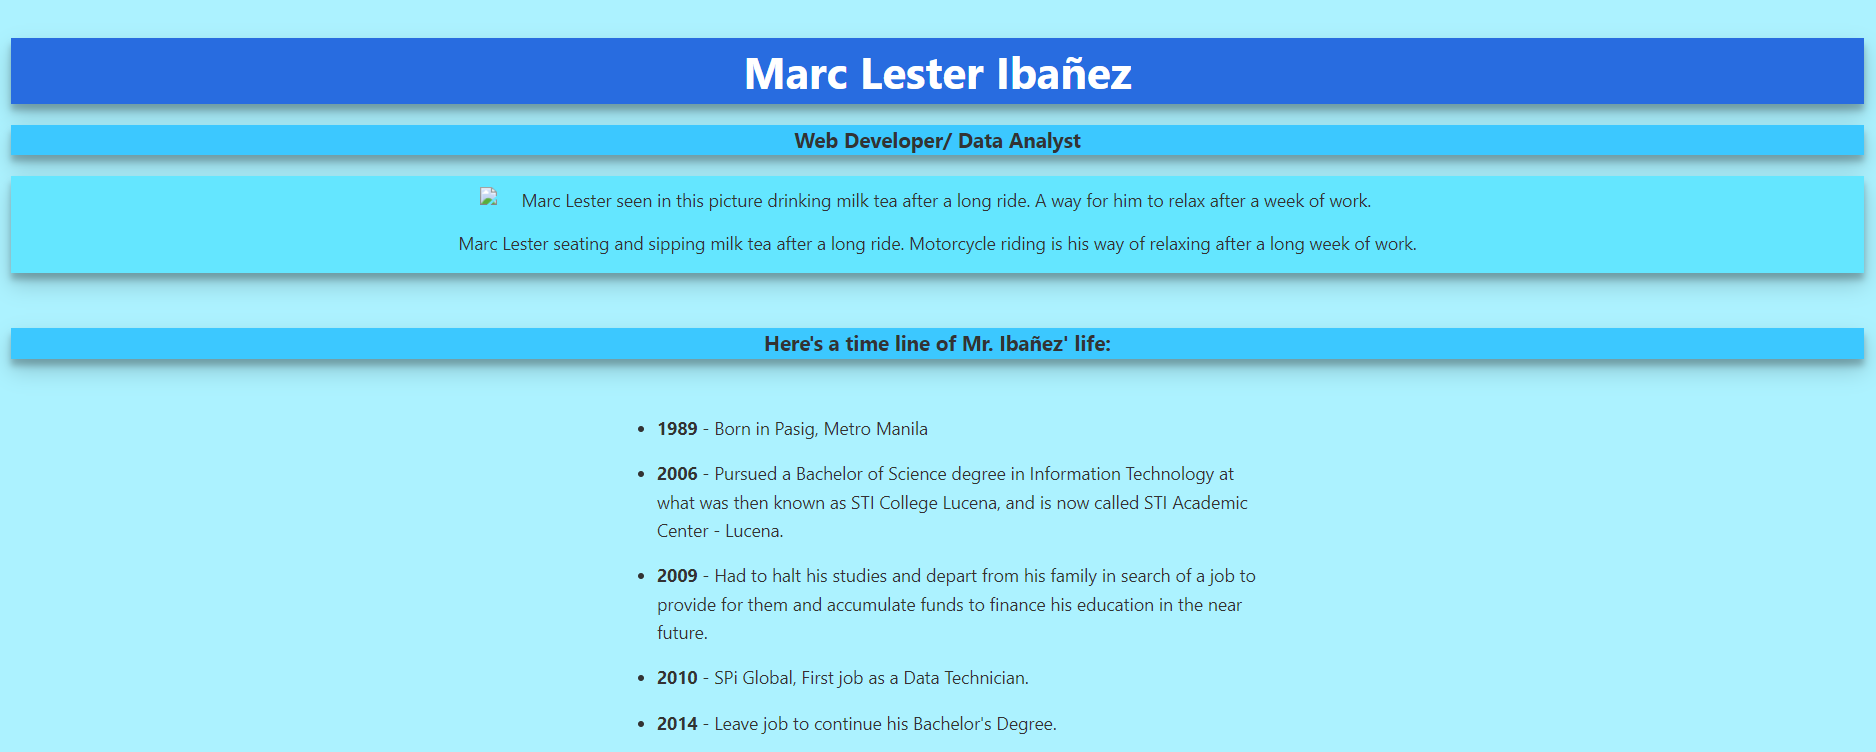 Marc Lester Ibañez
Web Developer/ Data Analyst
Marc Lester seen in this picture drinking milk tea after a long ride. A way for him to relax after a week of work.
Marc Lester seating and sipping milk tea after a long ride. Motorcycle riding is his way of relaxing after a long week of work.
Here's a time line of Mr. Ibañez' life:
• 1989 - Born in Pasig, Metro Manila
• 2006 - Pursued a Bachelor of Science degree in Information Technology at
what was then known as STI College Lucena, and is now called STI Academic
Center - Lucena.
• 2009 - Had to halt his studies and depart from his family in search of a job to
provide for them and accumulate funds to finance his education in the near
future.
• 2010 - SPi Global, First job as a Data Technician.
• 2014 - Leave job to continue his Bachelor's Degree.